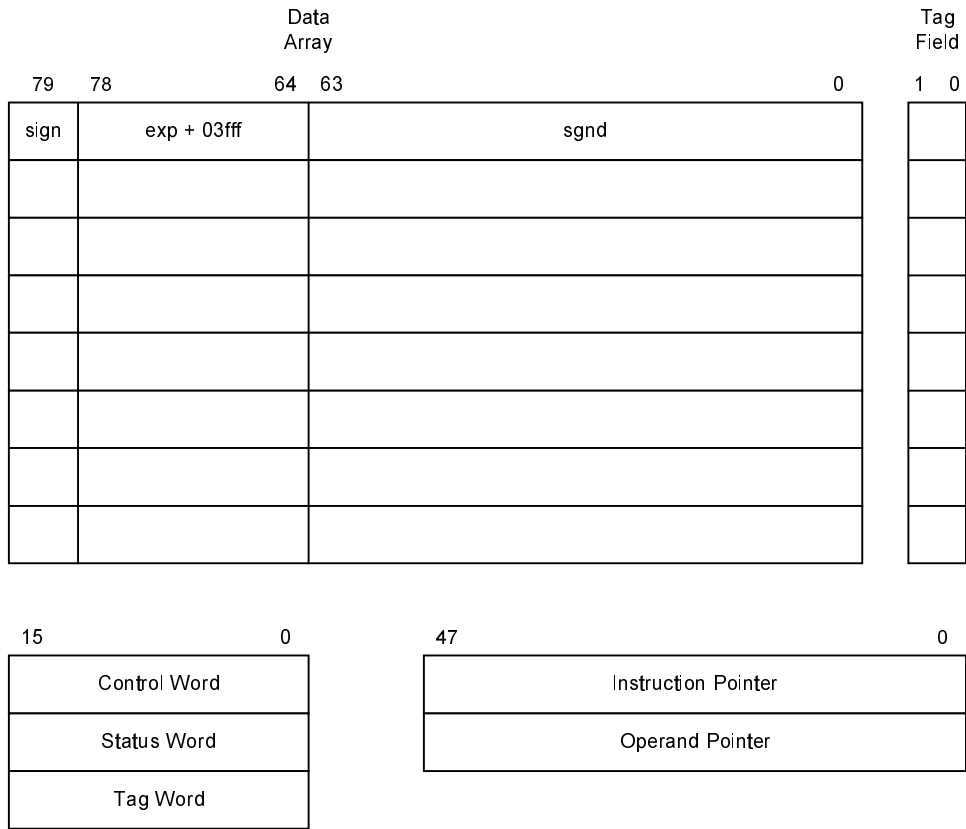 Data
Array
Tag
Field
79 78 64 63 0 1 0
sign exp + 03fff sgnd
15 0 47 0
Control Word Instruction Pointer
Status Word Operand Pointer
Tag Word